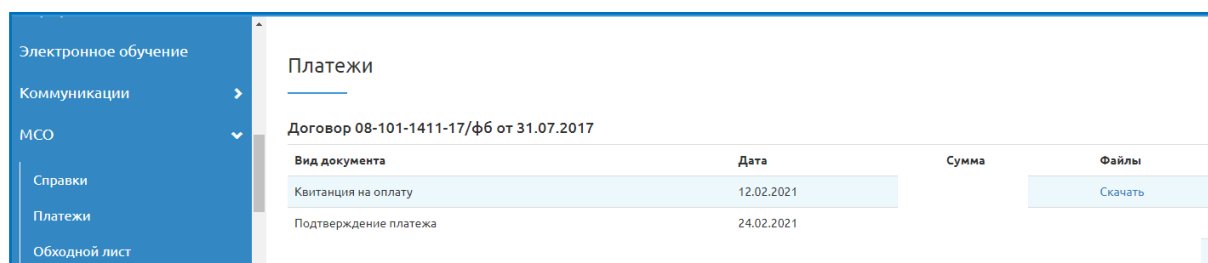 Электронное обучение
Коммуникации
МСО
Справки
Платежи
Обходной лист
Платежи
Договор 08-101-1411-17/фб от 31.07.2017
Вид документа Дата Сумма Файлы
Квитанция на оплату 12.02.2021 Скачать
Подтверждение платежа 24.02.2021